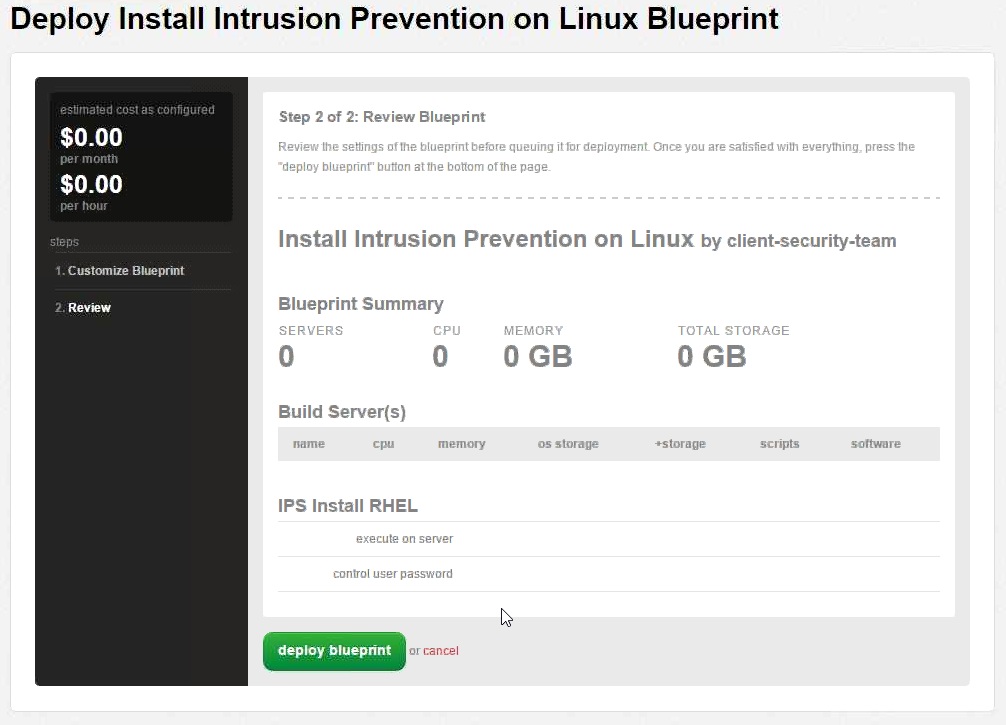 Deploy Install Intrusion Prevention on Linux Blueprint
estimated cost as configured
$0.00
per month
$0.00
per hour
steps
1. Customize Blueprint
2. Review
Step 2 of 2: Review Blueprint
Review the settings of the blueprint before queuing it for deployment. Once you are satisfied with everything, press the
"deploy blueprint" button at the bottom of the page.
Install Intrusion Prevention on Linux by client-security-team
Blueprint Summary
SERVERS CPU MEMORY TOTAL STORAGE
0 0 0 GB 0 GB
Build Server(s)
name cpu memory os storage +storage scripts software
IPS Install RHEL
execute on server
control user password
deploy blueprint or cancel